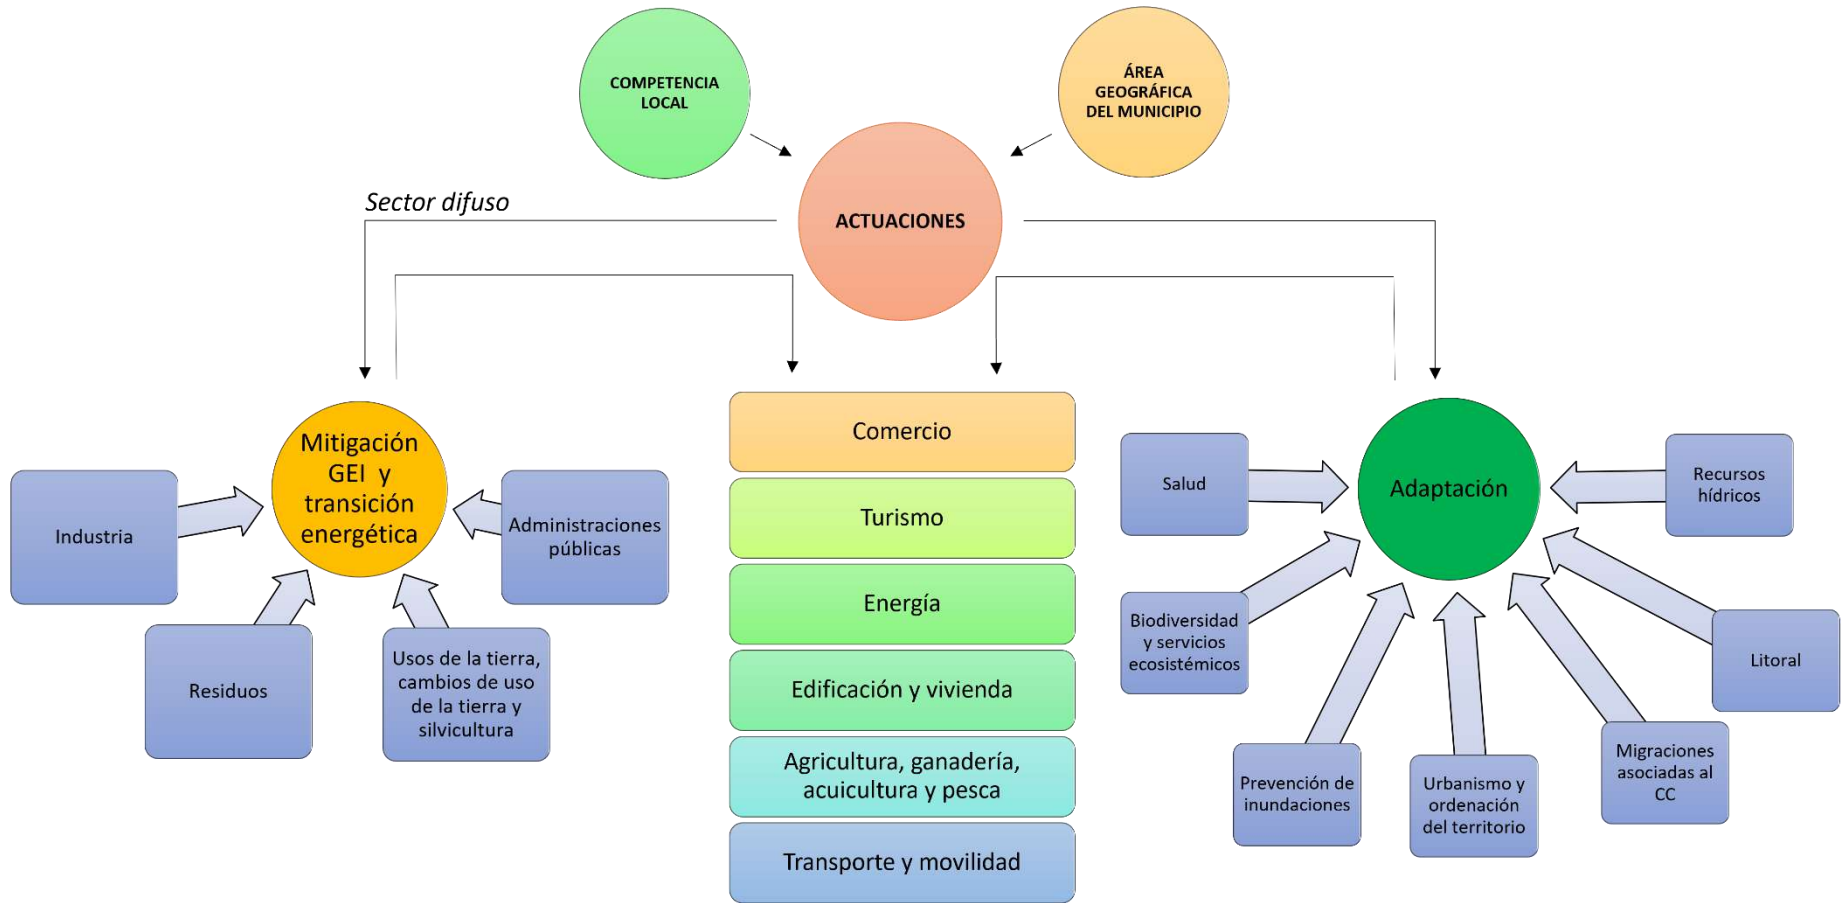 COMPETENCIA
LOCAL
ÁREA
GEOGRÁFICA
DEL MUNICIPIO
Sector difuso
ACTUACIONES
Mitigación
GEI y
transición
energética
Industria
Administraciones
públicas
Residuos
Usos de la tierra,
cambios de uso
de la tierra y
silvicultura
Comercio
Turismo
Energía
Edificación y vivienda
Agricultura, ganadería,
acuicultura y pesca
Transporte y movilidad
Adaptación
Salud
Recursos
hídricos
Biodiversidad
y servicios
ecosistémicos
Litoral
Prevención de
inundaciones
Urbanismo y
ordenación
del territorio
Migraciones
asociadas al
CC